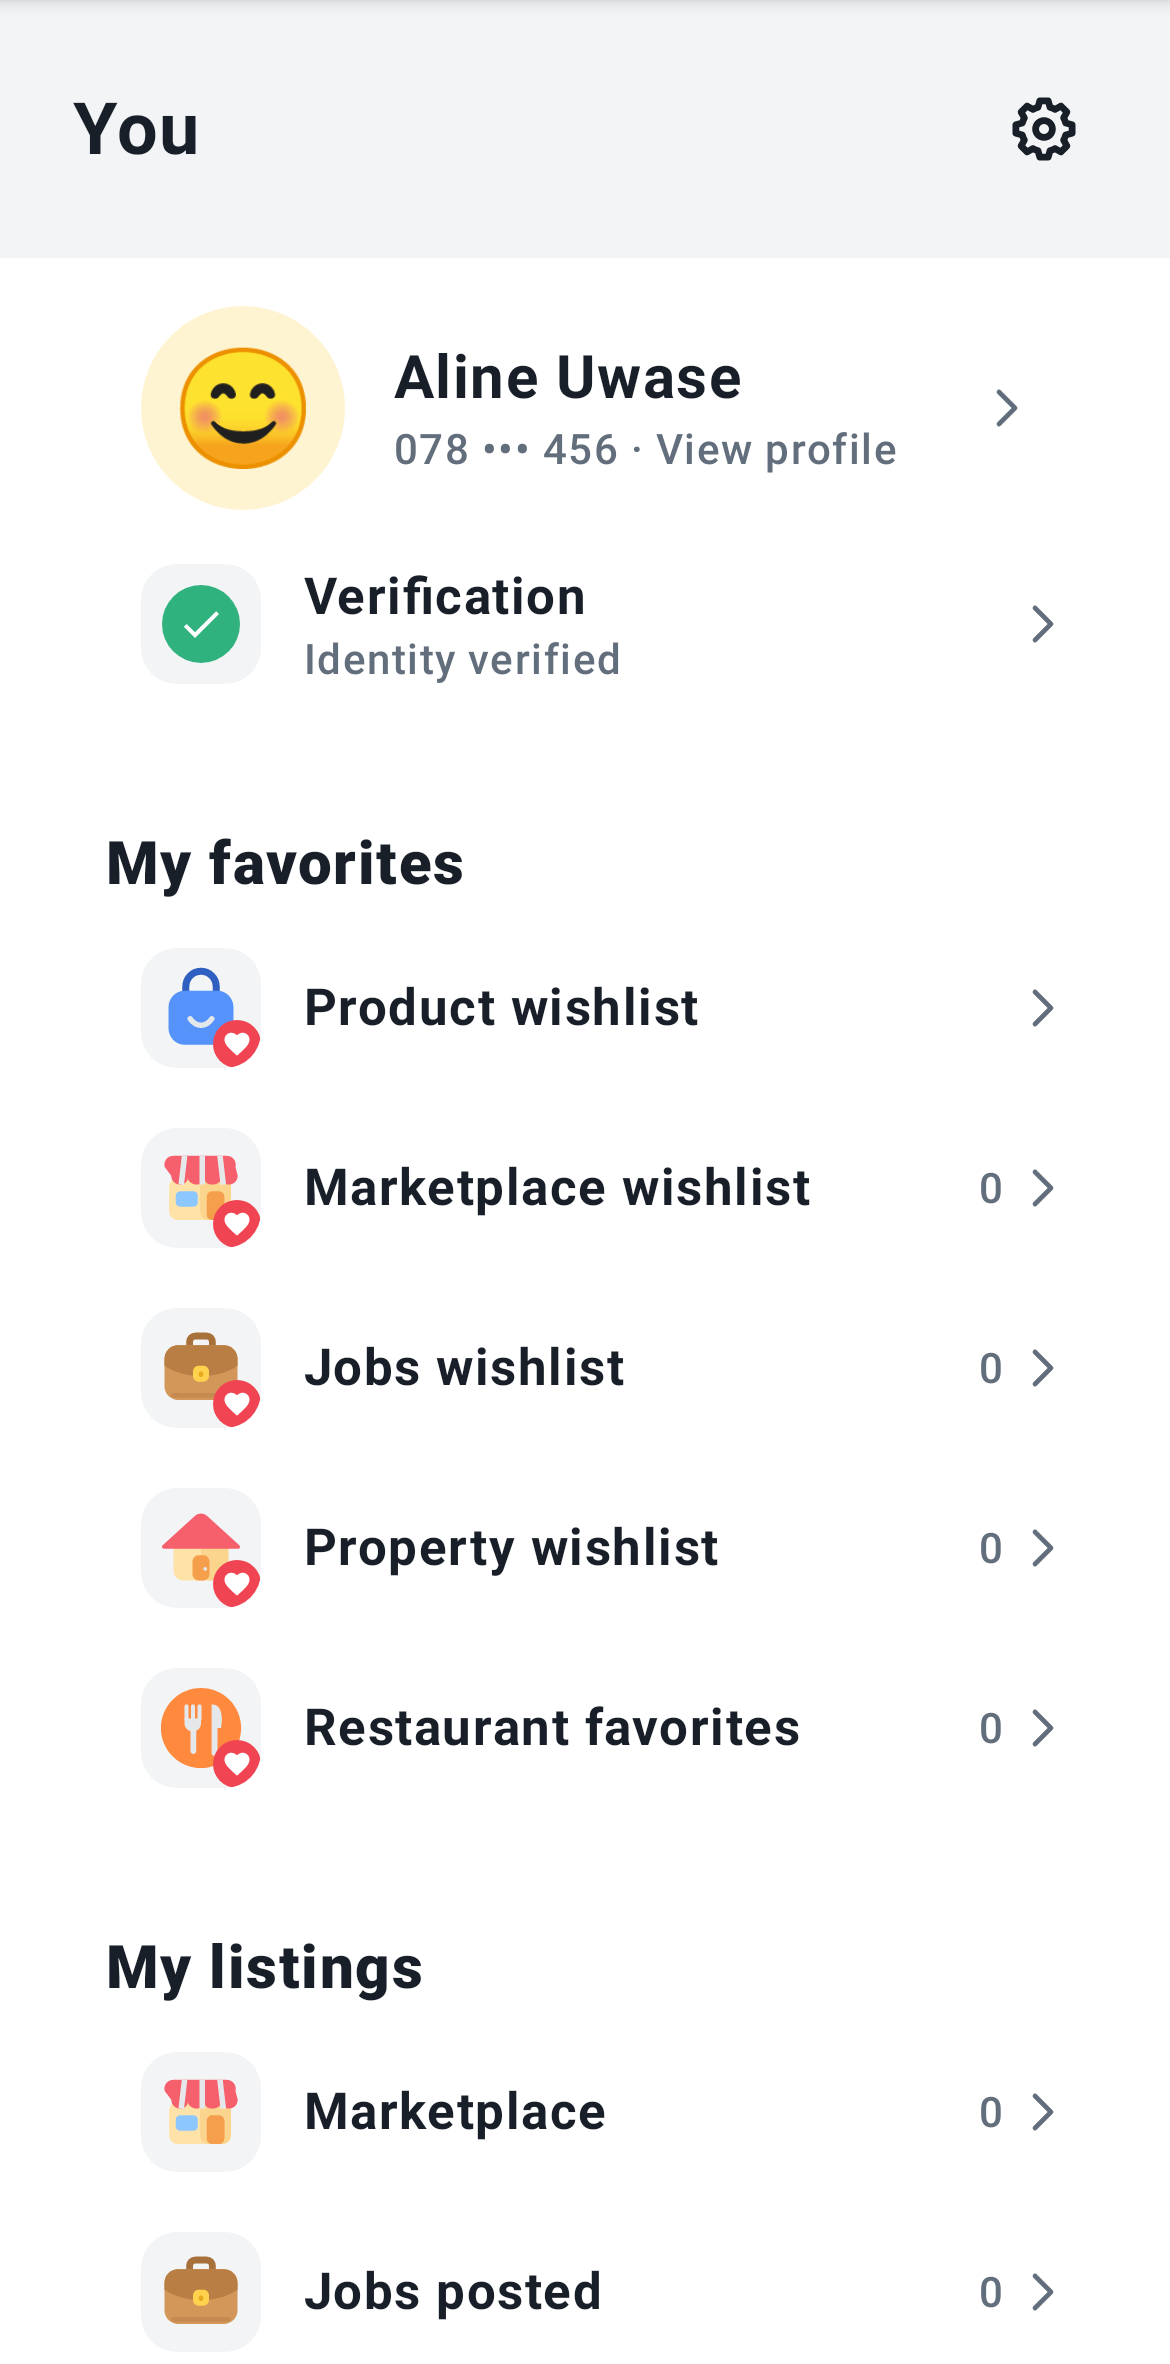 You
Aline Uwase
078 ••• 456 · View profile
Verification
Identity verified
My favorites
Product wishlist
Marketplace wishlist 0
Jobs wishlist 0
Property wishlist 0
Restaurant favorites 0
My listings
Marketplace 0
Jobs posted 0